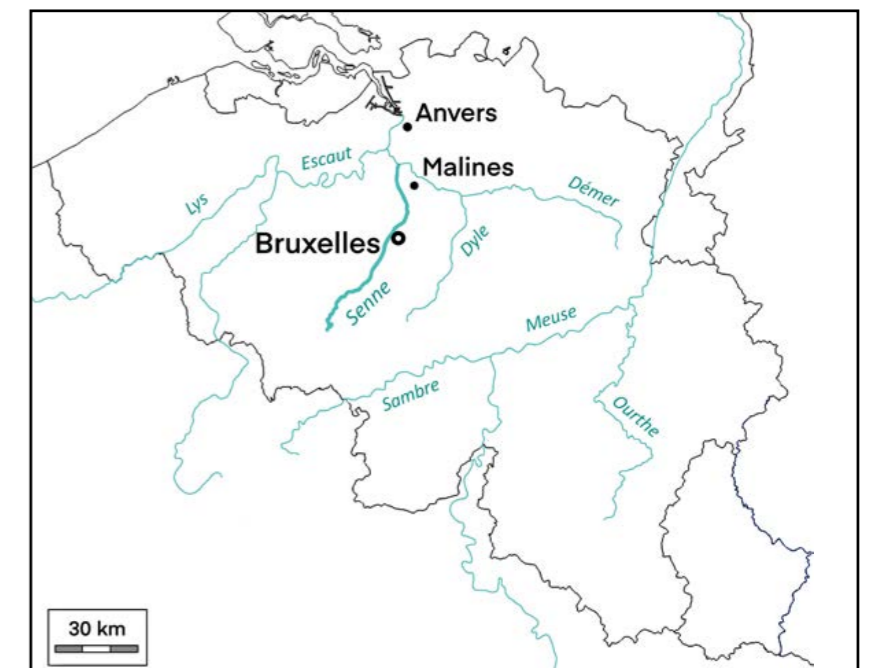 Anvers
Escaut
Malines
Lys
Démer
Bruxelles
Dyle
Senne
Meuse
Sambre
Ourthe
30 km